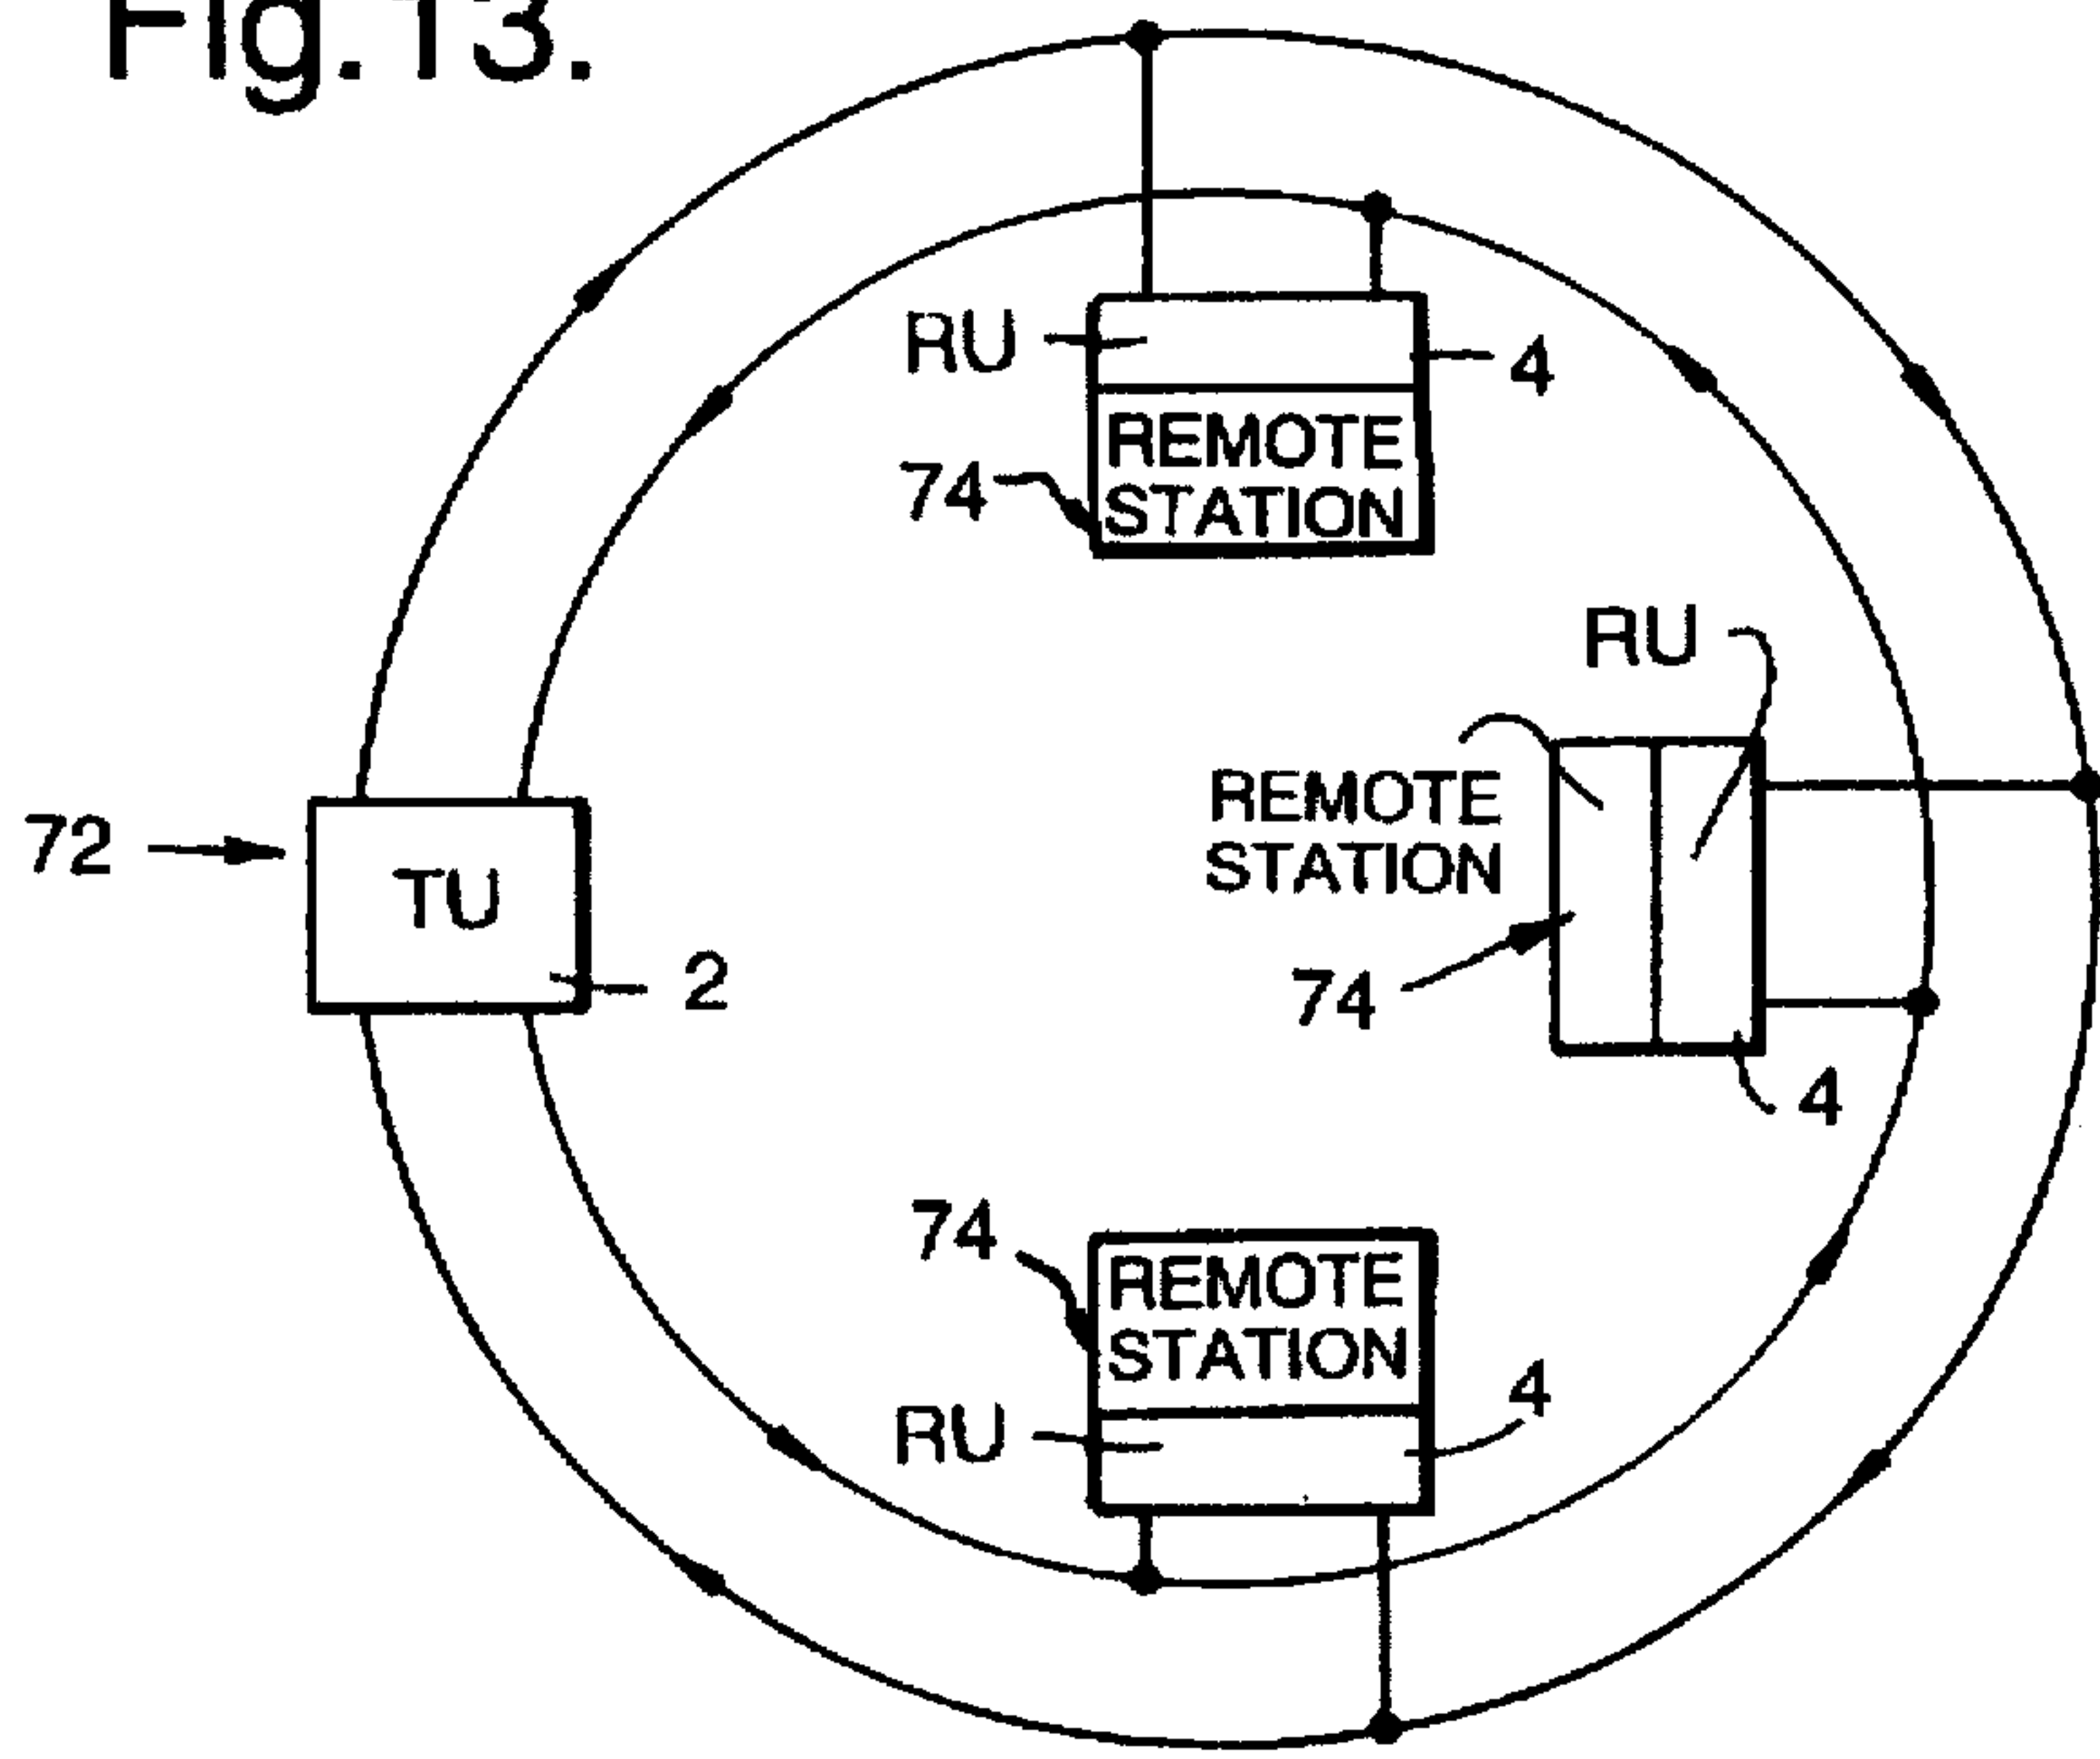 Fig.13.
RU
4
REMOTE
STATION
74
RU
REMOTE
STATION
72
TU
2
74
4
74
REMOTE
STATION
RU
4